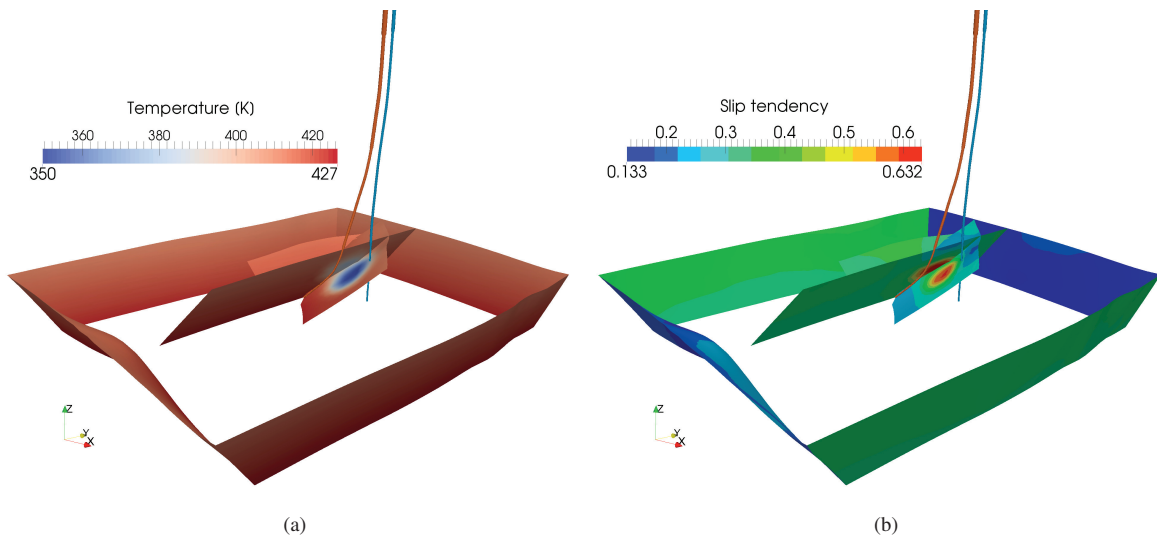 Temperature (K)
360 380 400 420
350 427
Z
Y
X
(a)
Slip tendency
0.2 0.3 0.4 0.5 0.6
0.133 0.632
Z
Y
X
(b)